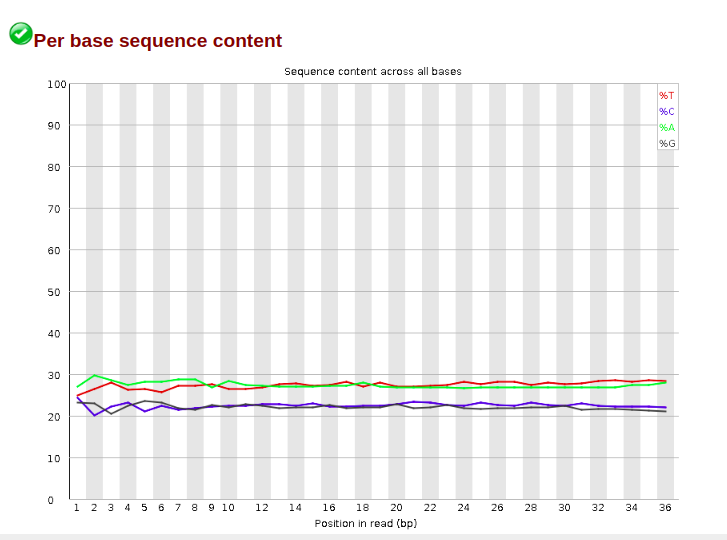 Per base sequence content
Sequence content across all bases
100
90
80
70
60
50
40
30
20
10
0
%T
%C
%A
%G
1 2 3 4 5 6 7 8 9 10 12 14 16 18 20 22 24 26 28 30 32 34 36
Position in read (bp)